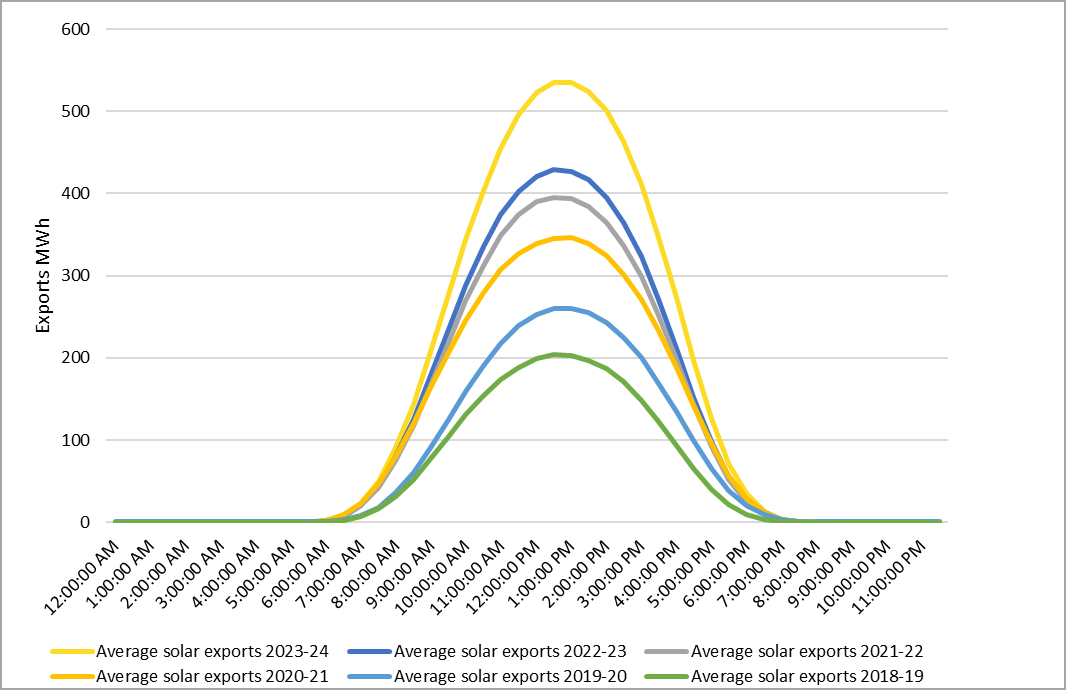 600
500
400
300
200
100
0
Exports MWh
12:00:00 AM
1:00:00 AM
2:00:00 AM
3:00:00 AM
4:00:00 AM
5:00:00 AM
6:00:00 AM
7:00:00 AM
8:00:00 AM
9:00:00 AM
10:00:00 AM
11:00:00 AM
12:00:00 PM
1:00:00 PM
2:00:00 PM
3:00:00 PM
4:00:00 PM
5:00:00 PM
6:00:00 PM
7:00:00 PM
8:00:00 PM
9:00:00 PM
10:00:00 PM
11:00:00 PM
Average solar exports 2023-24
Average solar exports 2022-23
Average solar exports 2021-22
Average solar exports 2020-21
Average solar exports 2019-20
Average solar exports 2018-19